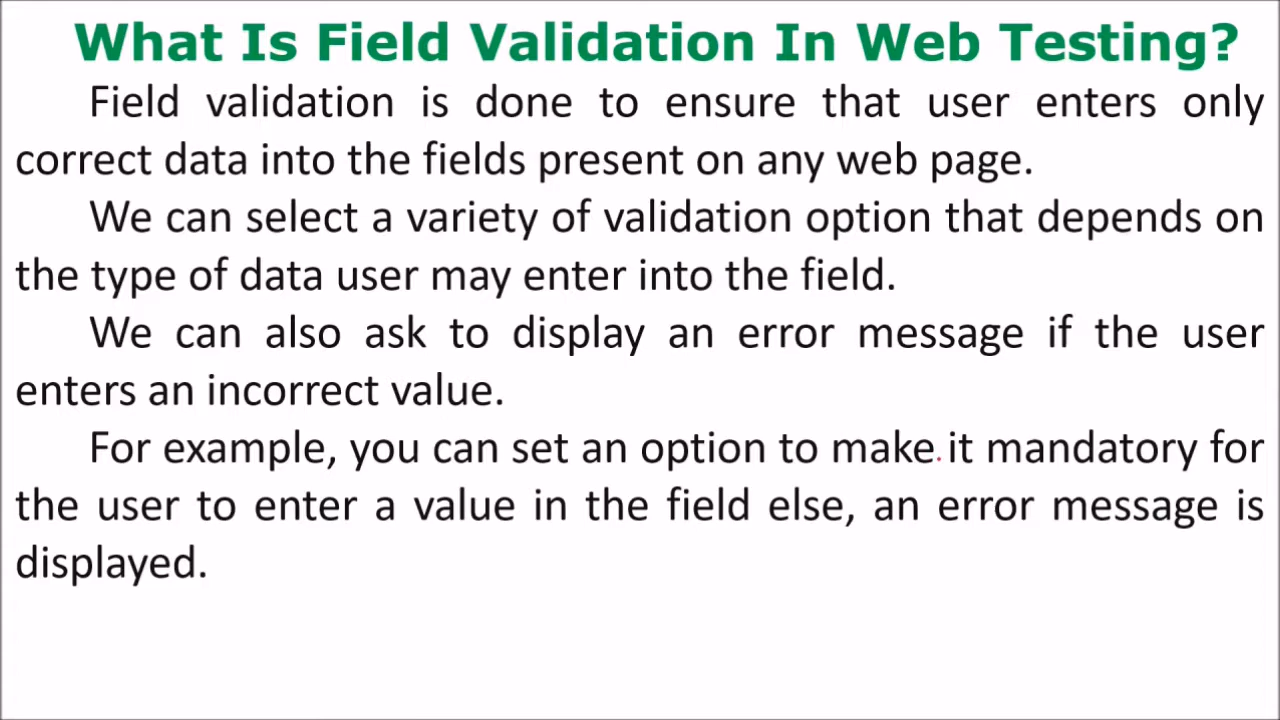 What Is Field Validation In Web Testing?
Field validation is done to ensure that user enters only
correct data into the fields present on any web page.
We can select a variety of validation option that depends on
the type of data user may enter into the field.
We can also ask to display an error message if the user
enters an incorrect value.
For example, you can set an option to make it mandatory for
the user to enter a value in the field else, an error message is
displayed.